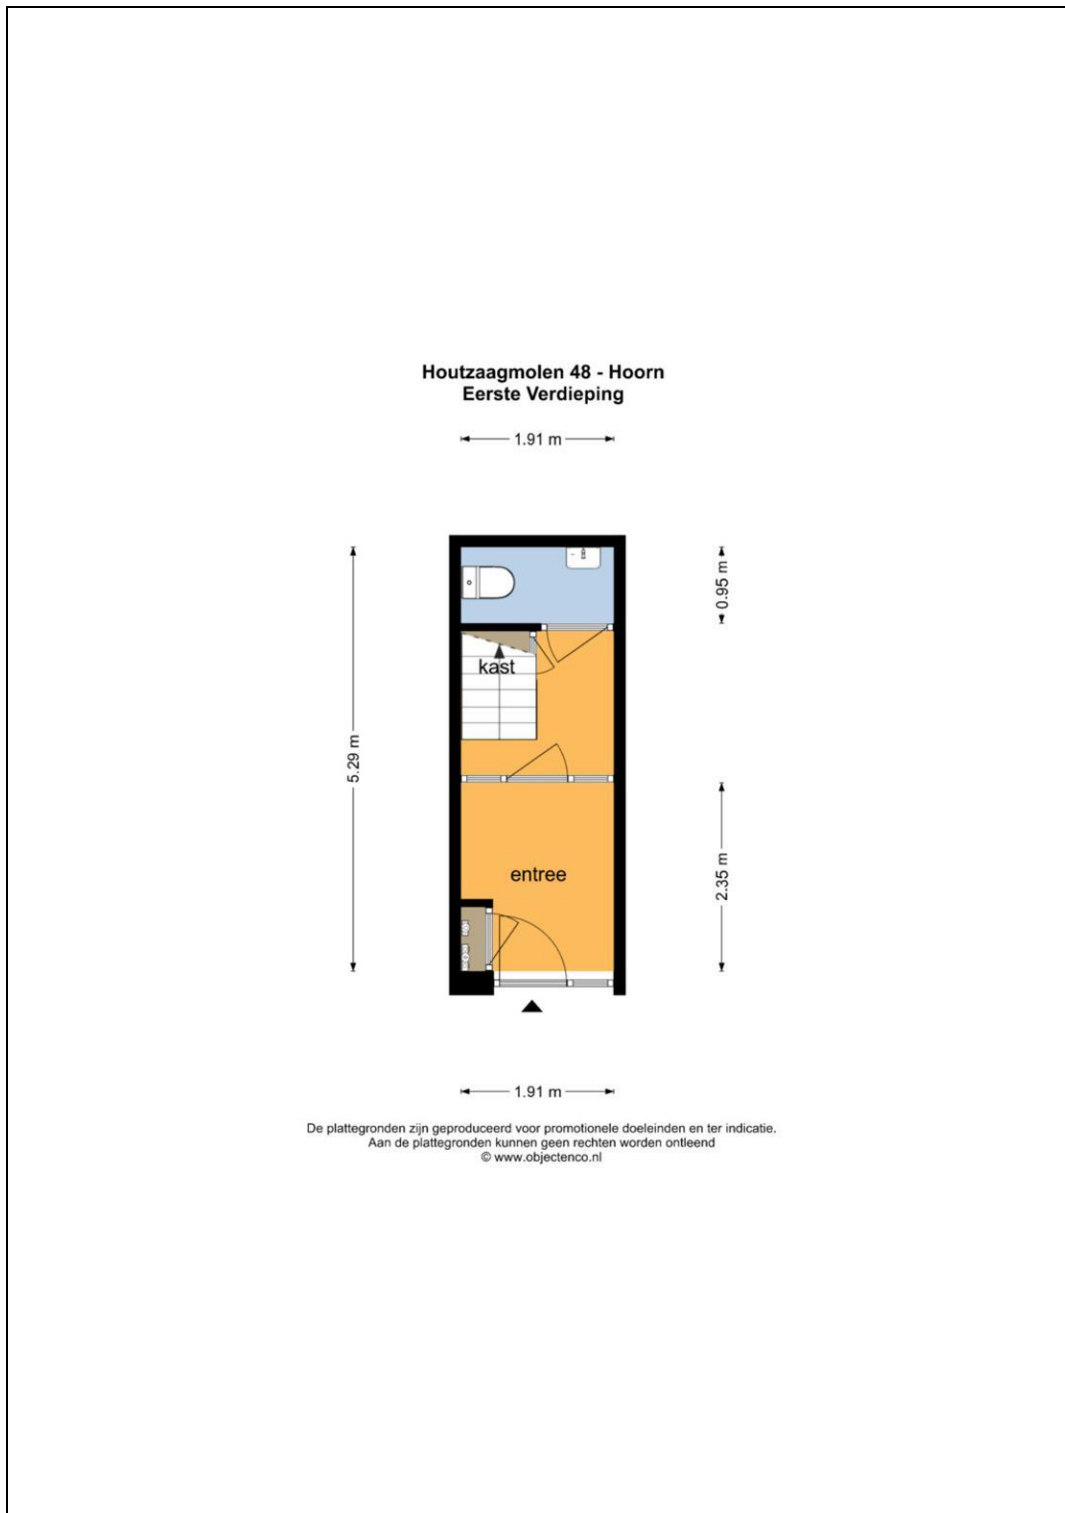 Houtzaagmolen 48 - Hoorn
Eerste Verdieping
1.91 m
0.95 m
kast
5.29 m
entree
2.35 m
1.91 m
De plattegronden zijn geproduceerd voor promotionele doeleinden en ter indicatie.
Aan de plattegronden kunnen geen rechten worden ontleend
© www.objectenco.nl